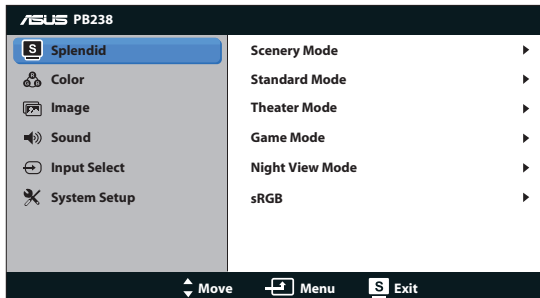 ASUS PB238
S Splendid
Color
Image
Sound
Input Select
System Setup
Scenery Mode
Standard Mode
Theater Mode
Game Mode
Night View Mode
sRGB
Move Menu S Exit